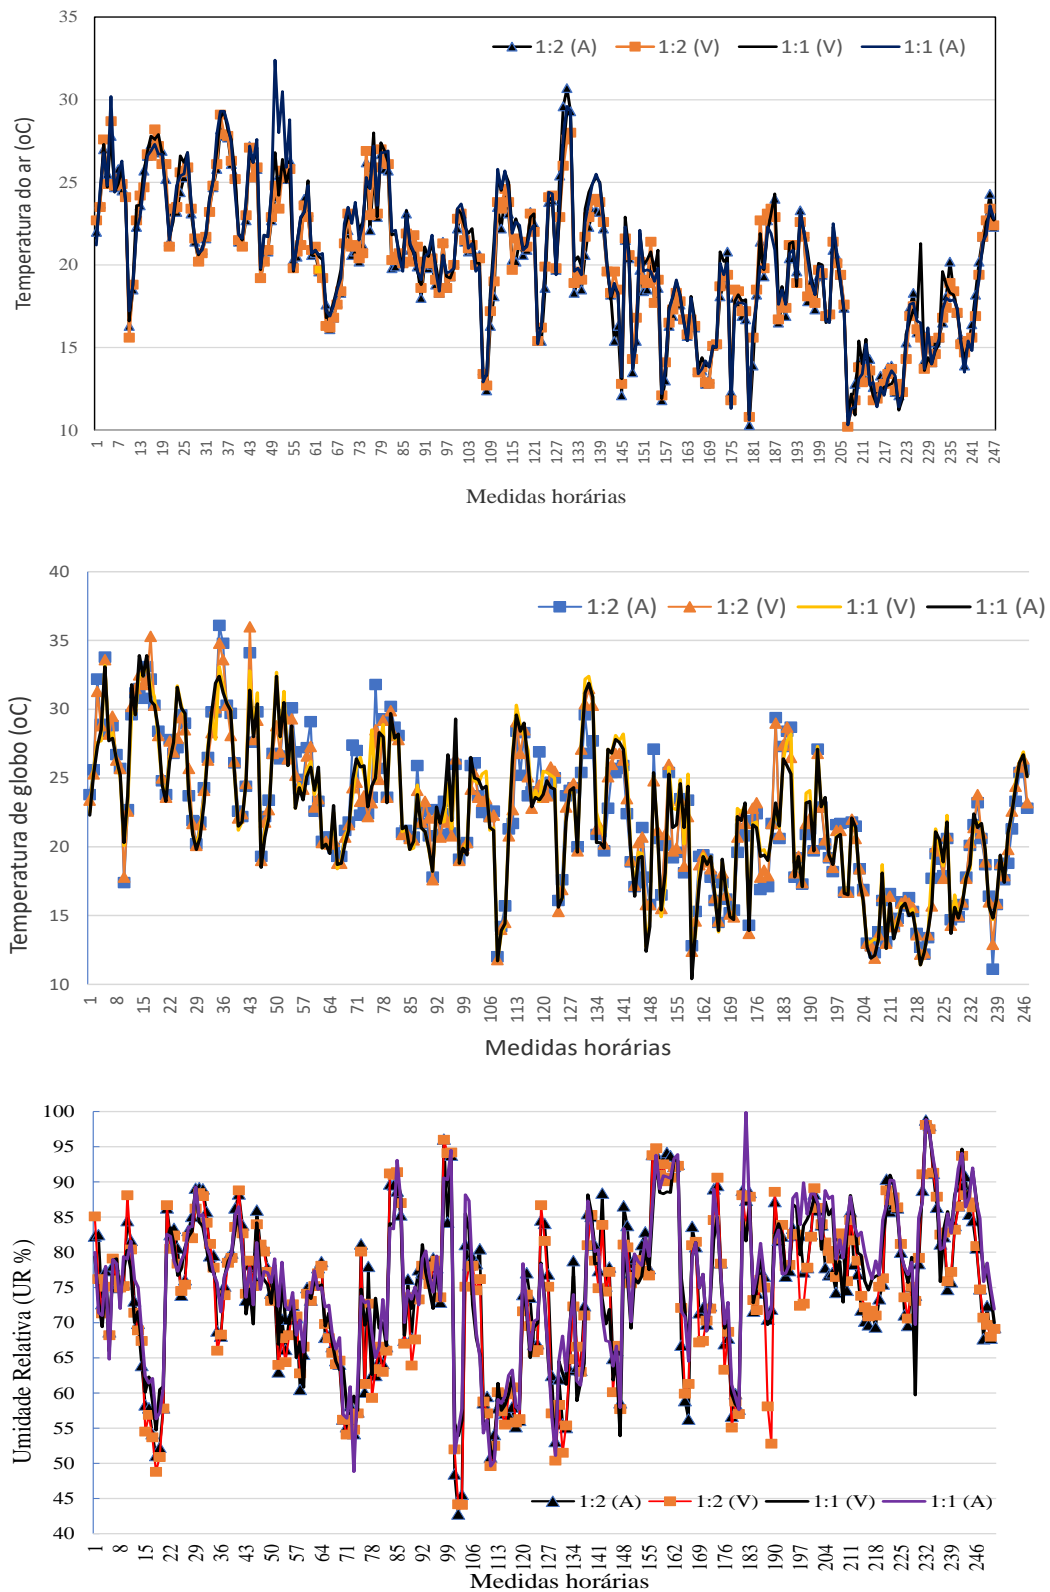 35
30
25
20
15
10
Temperatura do ar (oC)
1:2 (A) 1:2 (V) 1:1 (V) 1:1 (A)
1 7 13 19 25 31 37 43 49 55 61 67 73 79 85 91 97 103 109 115 121 127 133 139 145 151 157 163 169 175 181 187 193 199 205 211 217 223 229 235 241 247
Medidas horárias
40
35
30
25
20
15
10
Temperatura de globo (oC)
1:2 (A) 1:2 (V) 1:1 (V) 1:1 (A)
1 8 15 22 29 36 43 50 57 64 71 78 85 92 99 106 113 120 127 134 141 148 155 162 169 176 183 190 197 204 211 218 225 232 239 246
Medidas horárias
100
95
90
85
80
75
70
65
60
55
50
45
40
Umidade Relativa (UR %)
1:2 (A) 1:2 (V) 1:1 (V) 1:1 (A)
1 8 15 22 29 36 43 50 57 64 71 78 85 92 99 106 113 120 127 134 141 148 155 162 169 176 183 190 197 204 211 218 225 232 239 246
Medidas horárias